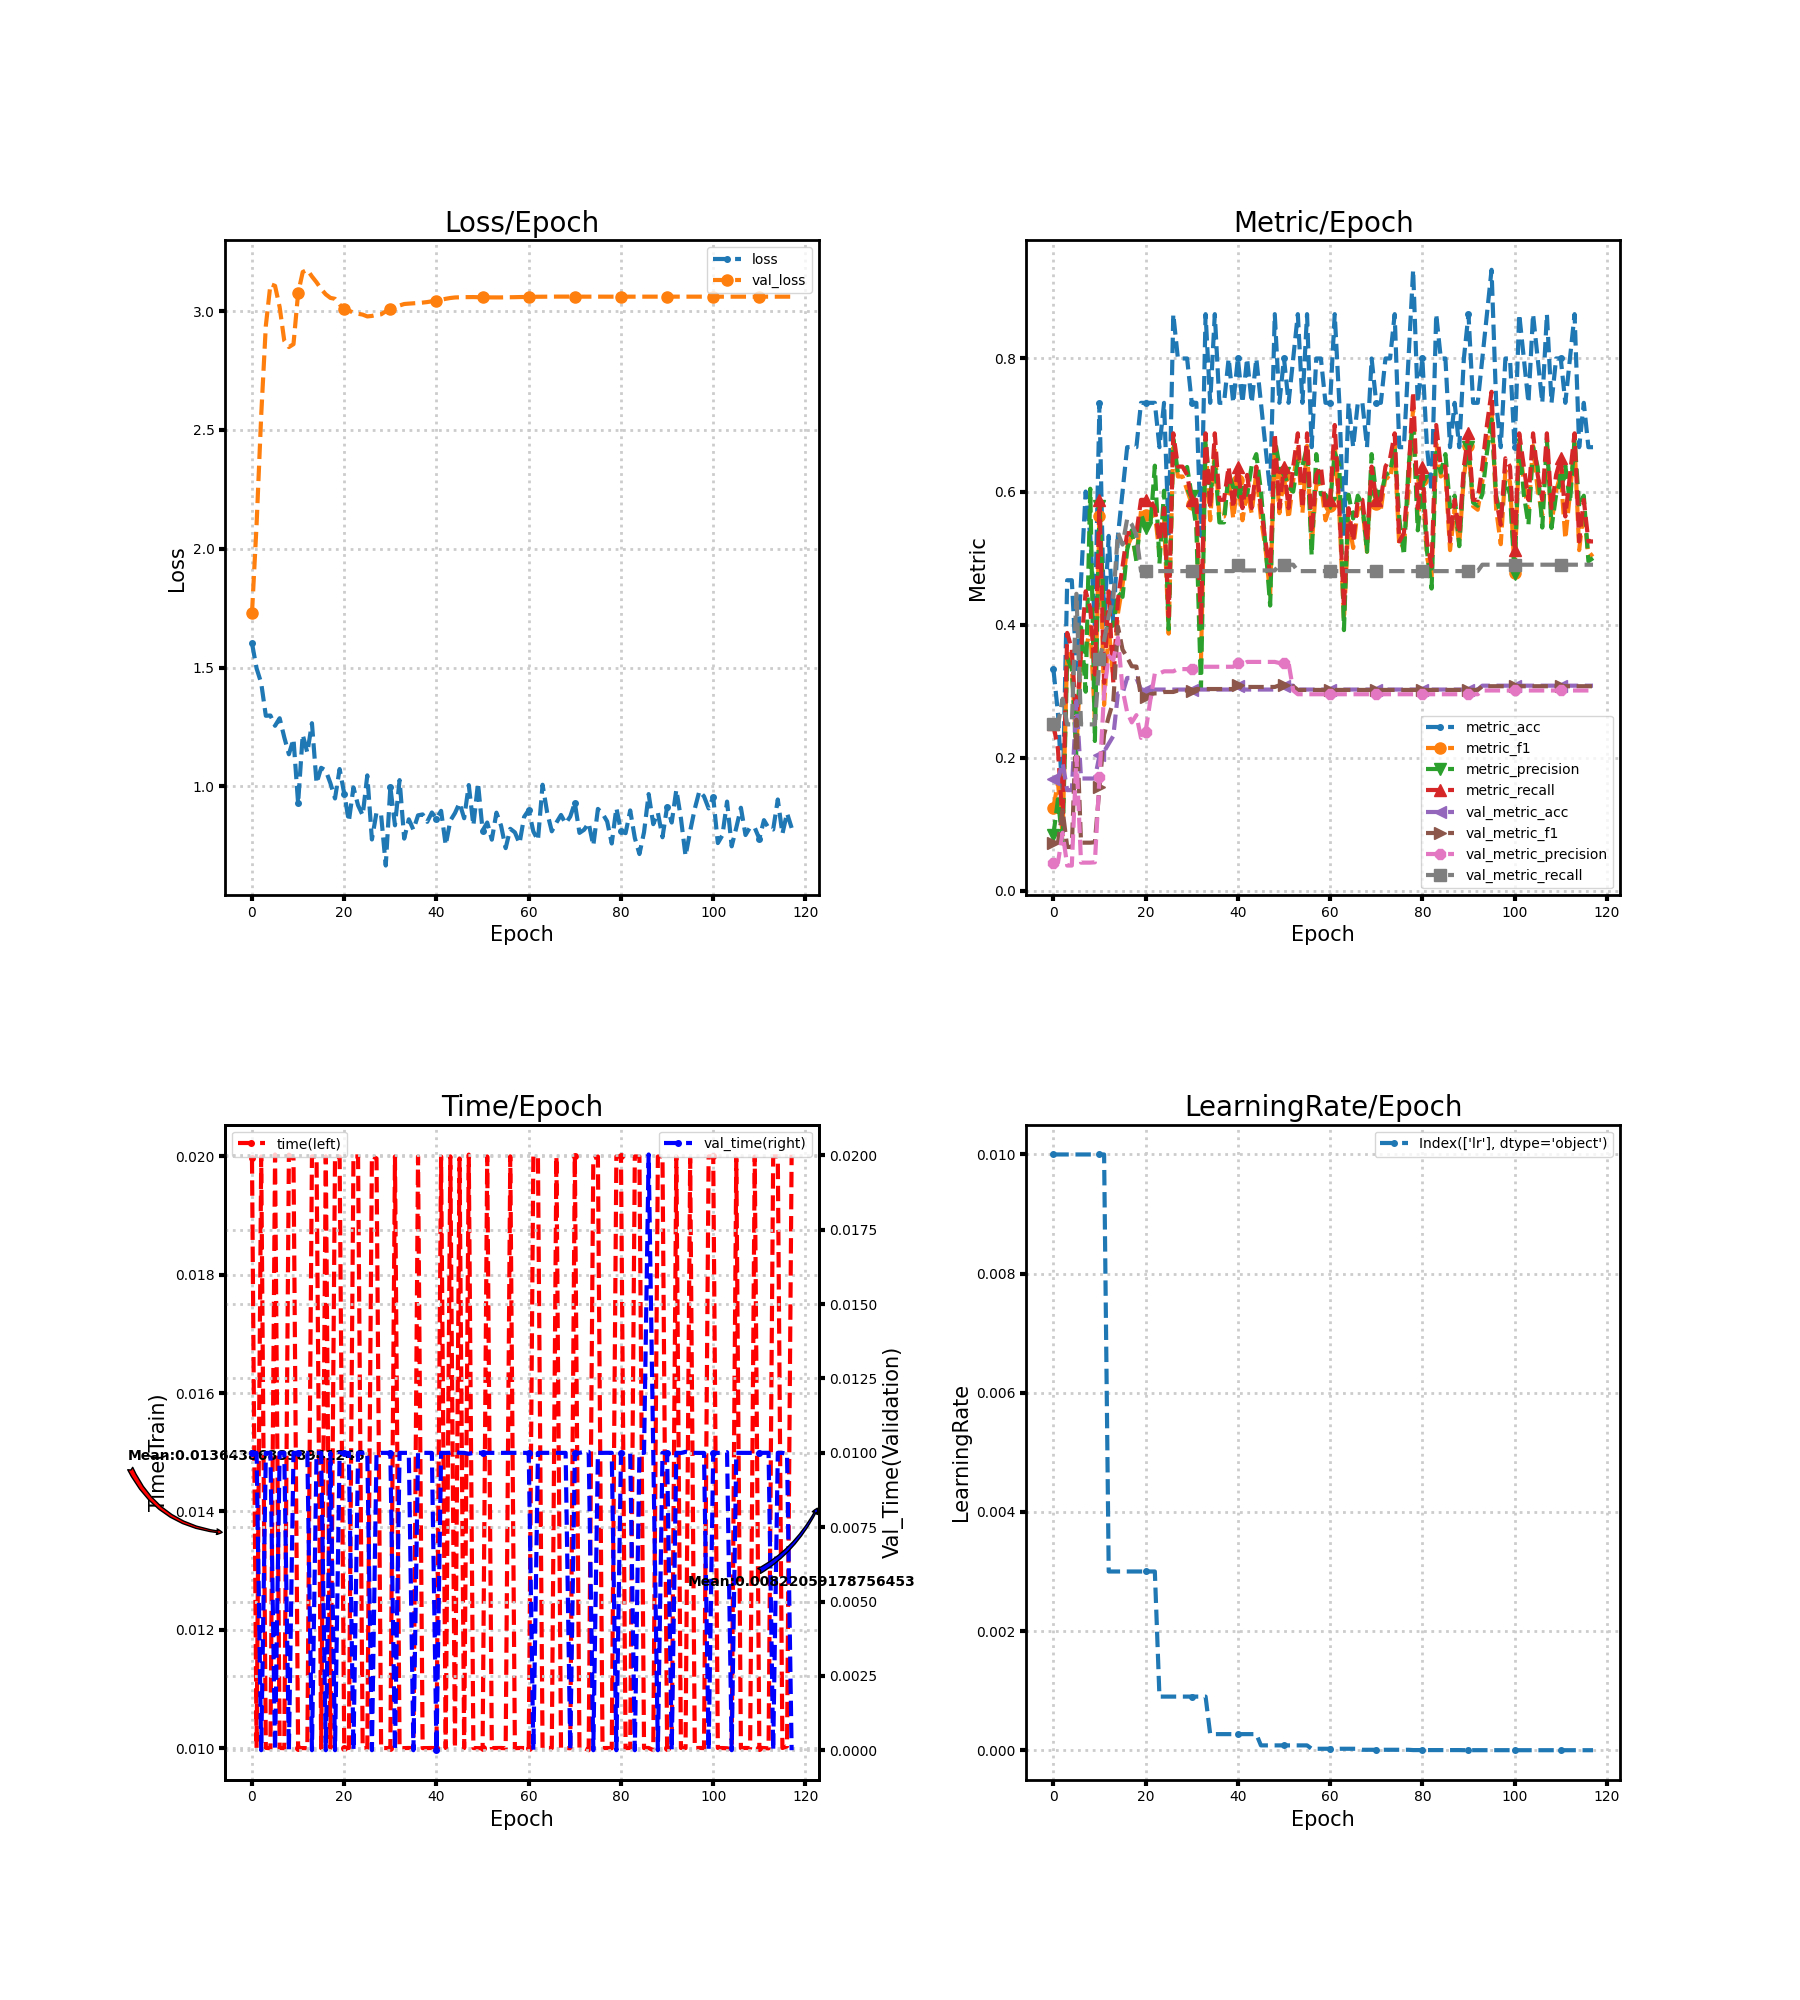 Loss/Epoch
loss
val_loss
3.0
2.5
2.0
1.5
1.0
Loss
0 20 40 60 80 100 120
Epoch
Metric/Epoch
0.8
0.6
0.4
0.2
0.0
Metric
metric_acc
metric_f1
metric_precision
metric_recall
val_metric_acc
val_metric_f1
val_metric_precision
val_metric_recall
0 20 40 60 80 100 120
Epoch
Time/Epoch
time(left)
val_time(right)
0.020
0.018
0.016
0.014
0.012
0.010
Time(Train)
0.0200
0.0175
0.0150
0.0125
0.0100
0.0075
0.0050
0.0025
0.0000
Val_Time(Validation)
Mean:0.00822059178756453
0 20 40 60 80 100 120
Epoch
LearningRate/Epoch
Index(['lr'], dtype='object')
0.010
0.008
0.006
0.004
0.002
0.000
LearningRate
0 20 40 60 80 100 120
Epoch